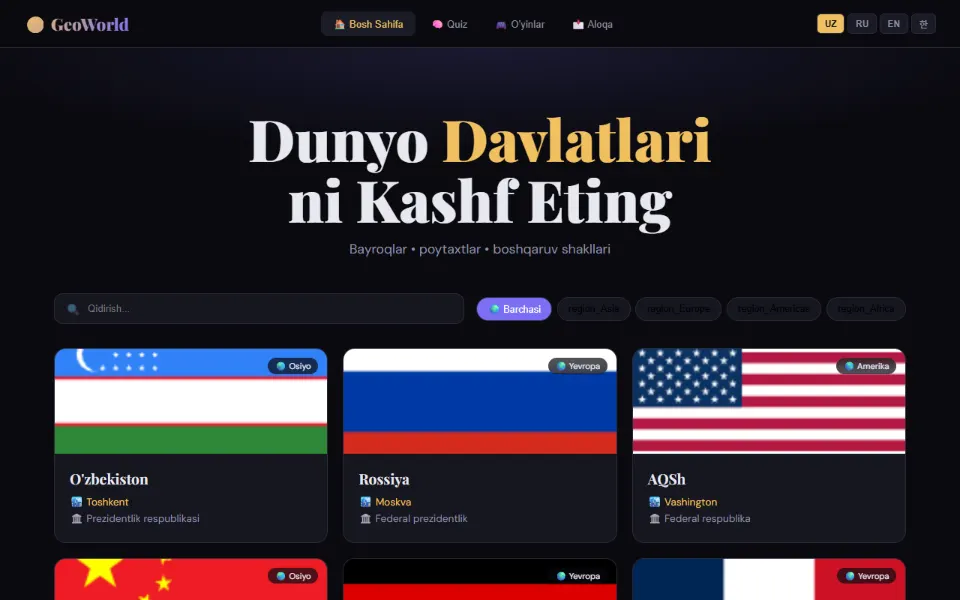 GeoWorld
Bosh Sahifa
Quiz
O'yinlar
Aloqa
UZ
RU
EN
한
Dunyo Davlatlari
ni Kashf Eting
Bayroqlar • poytaxtlar • boshqaruv shakllari
Qidirish...
Barchasi
region_Asia
region_Europe
region_Americas
region_Africa
Osiyo
Yevropa
Amerika
O'zbekiston
Toshkent
Prezidentlik respublikasi
Rossiya
Moskva
Federal prezidentlik
AQSh
Vashington
Federal respublika
Osiyo
Yevropa
Yevropa